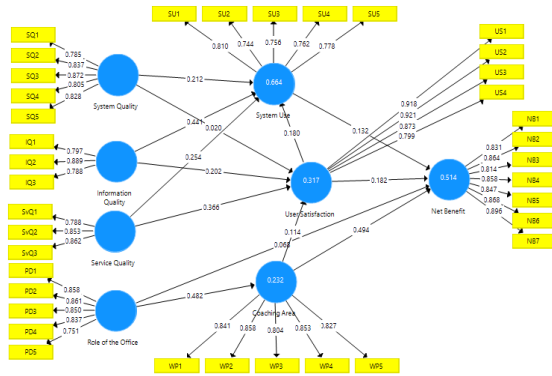 SU1
SU2
SU3
SU4
SU5
US1
US2
US3
US4
SQ1
SQ2
SQ3
SQ4
SQ5
0.785
0.837
0.872
0.805
0.828
System Quality
0.810
0.744
0.756
0.762
0.778
0.664
System Use
0.212
0.020
0.441
0.254
0.180
0.132
0.918
0.921
0.873
0.799
IQ1
IQ2
IQ3
0.797
0.889
0.788
Information
Quality
0.202
0.317
User Satisfaction
0.182
0.514
Net Benefit
NB1
NB2
NB3
NB4
NB5
NB6
NB7
0.831
0.864
0.814
0.858
0.847
0.868
0.896
SvQ1
SvQ2
SvQ3
0.788
0.853
0.862
Service Quality
0.366
0.114
0.068
0.494
PD1
PD2
PD3
PD4
PD5
0.858
0.861
0.850
0.837
0.751
Role of the Office
0.482
0.232
Coaching Area
0.841
0.858
0.804
0.853
0.827
WP1
WP2
WP3
WP4
WP5